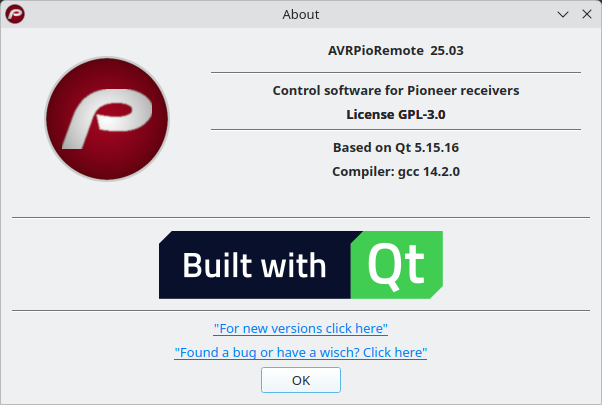 About
AVRPioRemote 25.03
Control software for Pioneer receivers
License GPL-3.0
Based on Qt 5.15.16
Compiler: gcc 14.2.0
Built with Qt
"For new versions click here"
"Found a bug or have a wisch? Click here"
OK